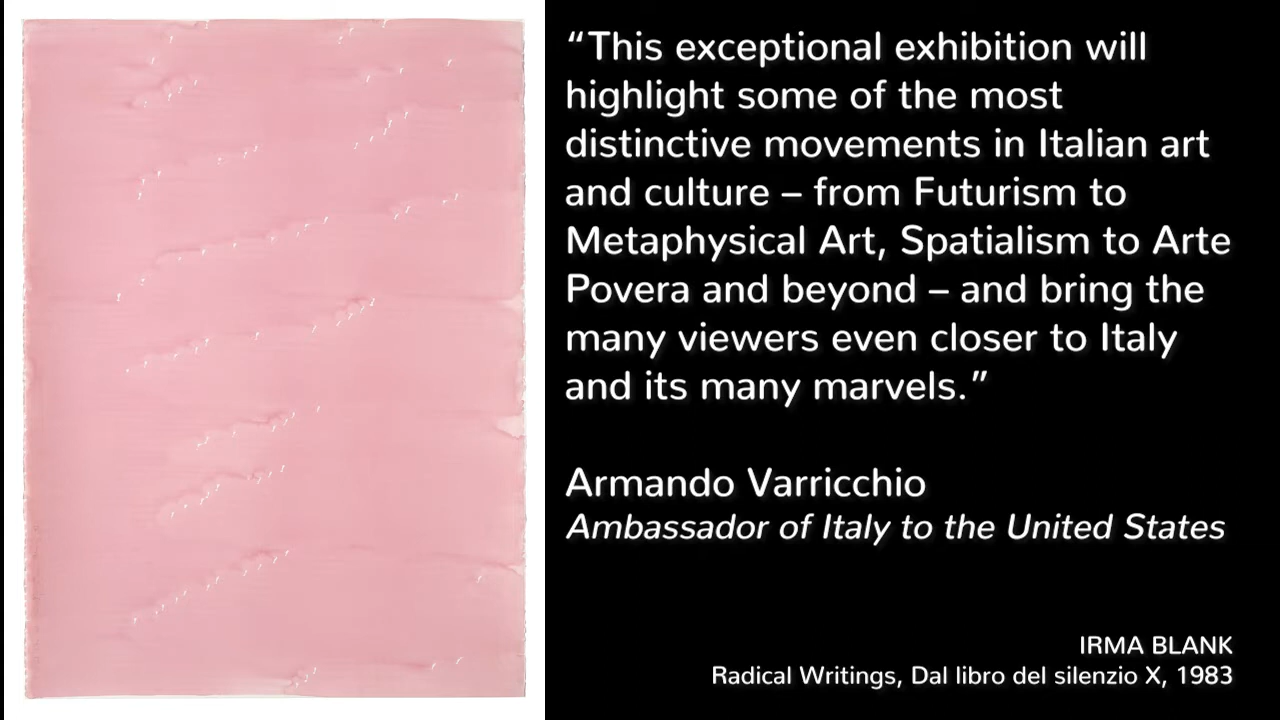 “This exceptional exhibition will
highlight some of the most
distinctive movements in Italian art
and culture – from Futurism to
Metaphysical Art, Spatialism to Arte
Povera and beyond – and bring the
many viewers even closer to Italy
and its many marvels.”
Armando Varricchio
Ambassador of Italy to the United States
IRMA BLANK
Radical Writings, Dal libro del silenzio X, 1983